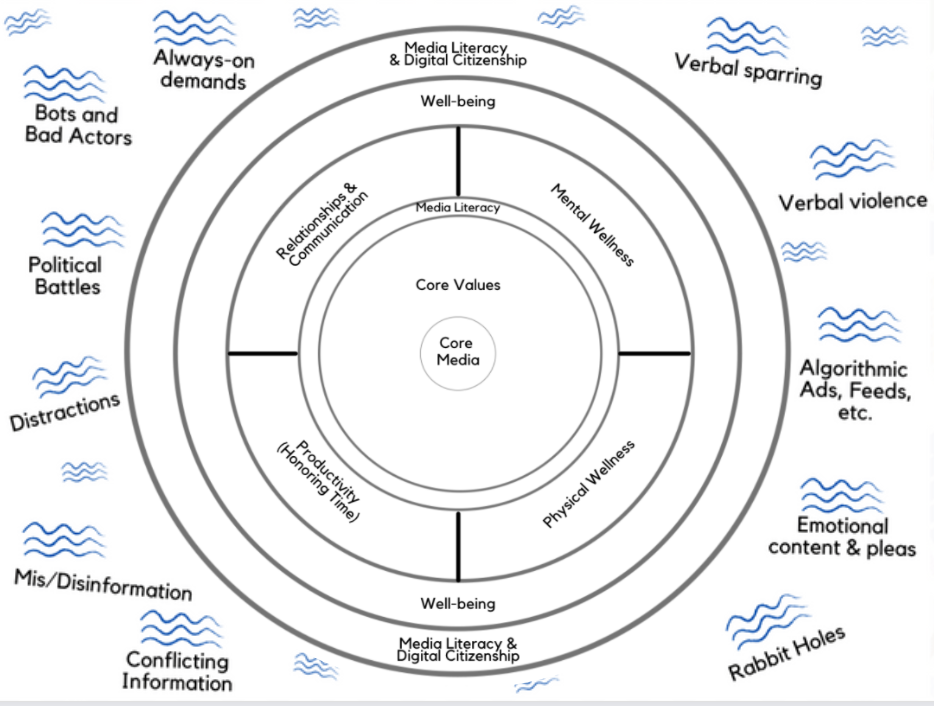 Always-on
demands
Bots and
Bad Actors
Political
Battles
Distractions
Mis/Disinformation
Conflicting
Information
Media Literacy
& Digital Citizenship
Well-being
Relationships &
Communication
Mental Wellness
Media Literacy
Core Values
Core
Media
Productivity
(Honoring Time)
Physical Wellness
Well-being
Media Literacy &
Digital Citizenship
Verbal sparring
Verbal violence
Algorithmic
Ads, Feeds,
etc.
Emotional
content & pleas
Rabbit Holes